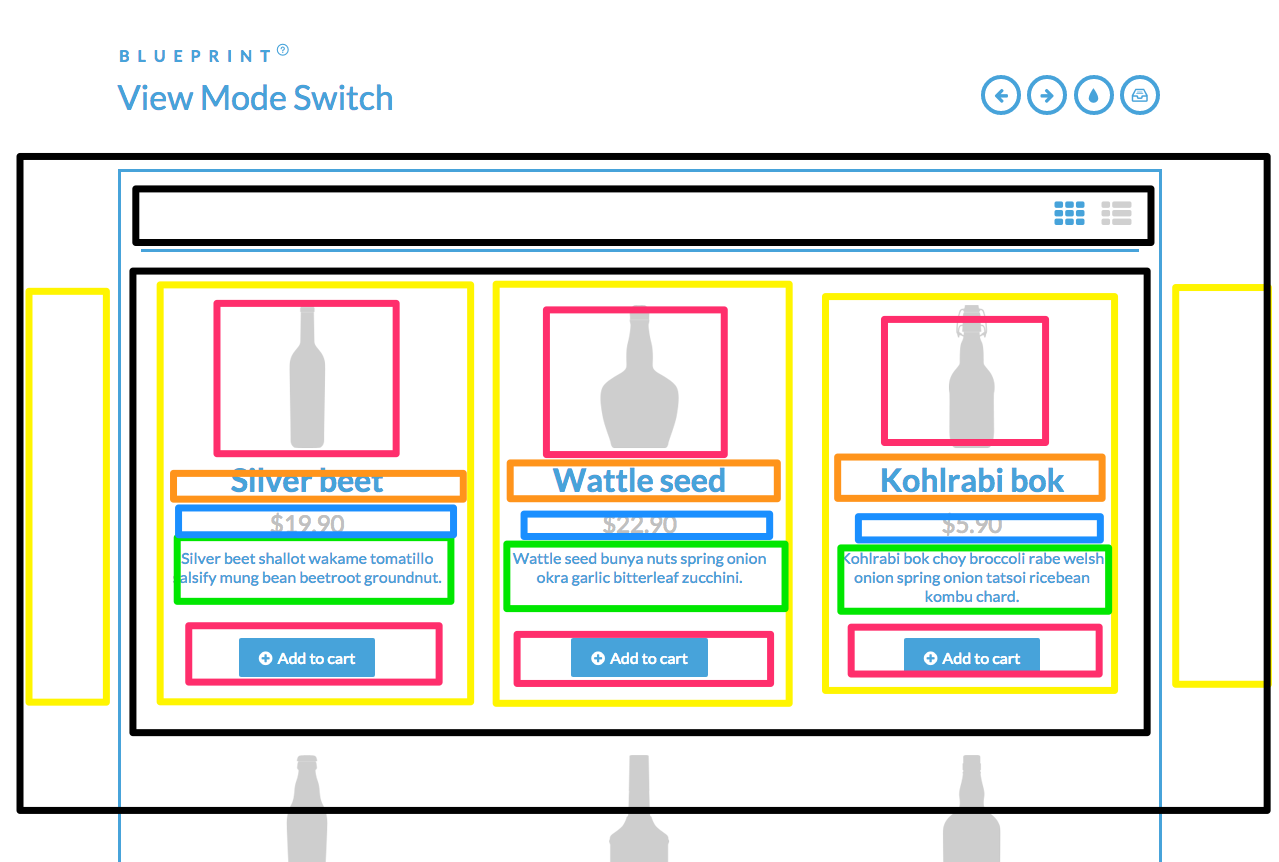 BLUEPRINT
View Mode Switch
Silver beet
$19.90
Silver beet shallot wakame tomatillo
alsify mung bean beetroot groundnut.
Add to cart
Wattle seed
$22.90
Wattle seed bunya nuts spring onion
okra garlic bitterleaf zucchini.
Add to cart
Kohlrabi bok
$5.90
Kohlrabi bok choy broccoli rabe welsh
onion spring onion tatsoi ricebean
kombu chard.
Add to cart